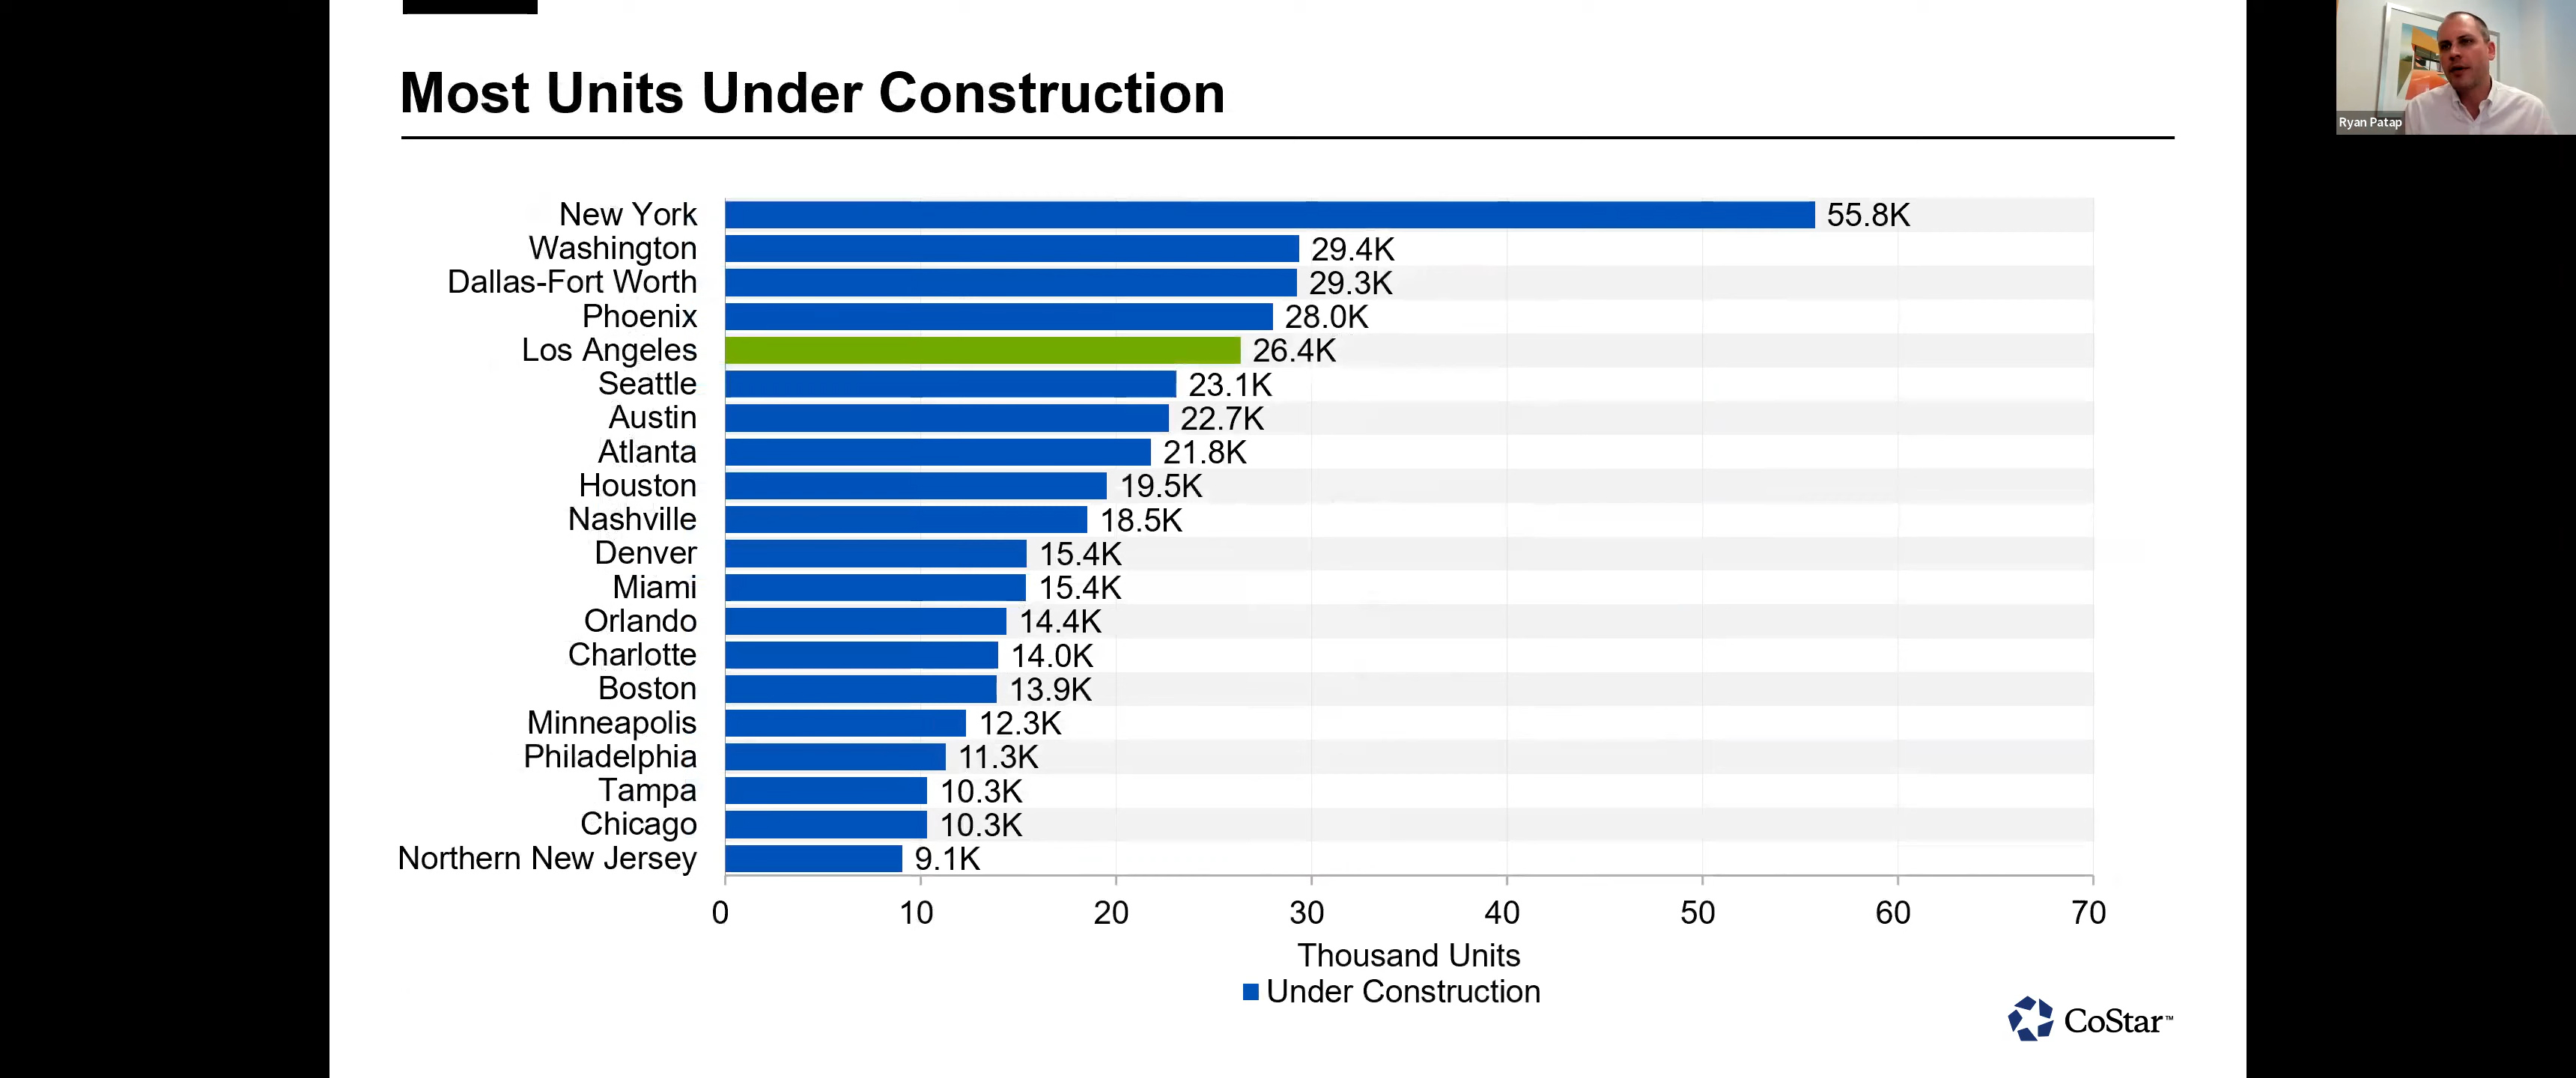 Most Units Under Construction
Ryan Patap
New York 55.8K
Washington 29.4K
Dallas-Fort Worth 29.3K
Phoenix 28.0K
Los Angeles 26.4K
Seattle 23.1K
Austin 22.7K
Atlanta 21.8K
Houston 19.5K
Nashville 18.5K
Denver 15.4K
Miami 15.4K
Orlando 14.4K
Charlotte 14.0K
Boston 13.9K
Minneapolis 12.3K
Philadelphia 11.3K
Tampa 10.3K
Chicago 10.3K
Northern New Jersey 9.1K
0 10 20 30 40 50 60 70
Thousand Units
Under Construction
CoStar™